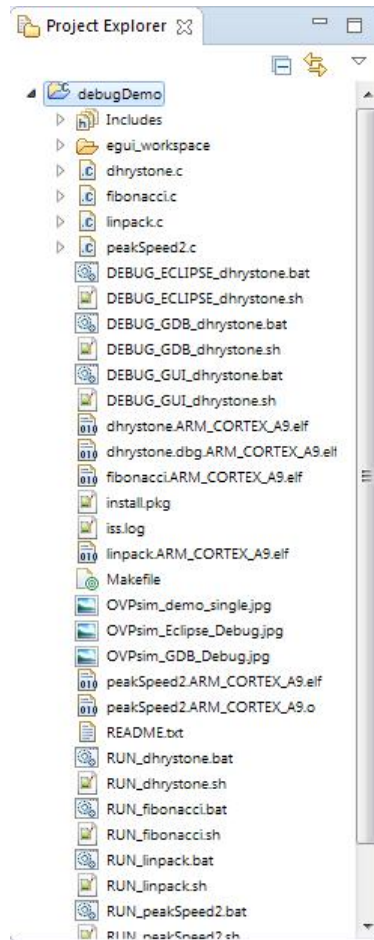 Project Explorer
debugDemo
Includes
egui_workspace
dhrystone.c
fibonacci.c
linpack.c
peakSpeed2.c
DEBUG_ECLIPSE_dhrystone.bat
DEBUG_ECLIPSE_dhrystone.sh
DEBUG_GDB_dhrystone.bat
DEBUG_GDB_dhrystone.sh
DEBUG_GUI_dhrystone.bat
DEBUG_GUI_dhrystone.sh
dhrystone.ARM_CORTEX_A9.elf
dhrystone.dbg.ARM_CORTEX_A9.elf
fibonacci.ARM_CORTEX_A9.elf
install.pkg
iss.log
linpack.ARM_CORTEX_A9.elf
Makefile
OVPsim_demo_single.jpg
OVPsim_Eclipse_Debug.jpg
OVPsim_GDB_Debug.jpg
peakSpeed2.ARM_CORTEX_A9.elf
peakSpeed2.ARM_CORTEX_A9.o
README.txt
RUN_dhrystone.bat
RUN_dhrystone.sh
RUN_fibonacci.bat
RUN_fibonacci.sh
RUN_linpack.bat
RUN_linpack.sh
RUN_peakSpeed2.bat
RUN_peakSpeed2.sh